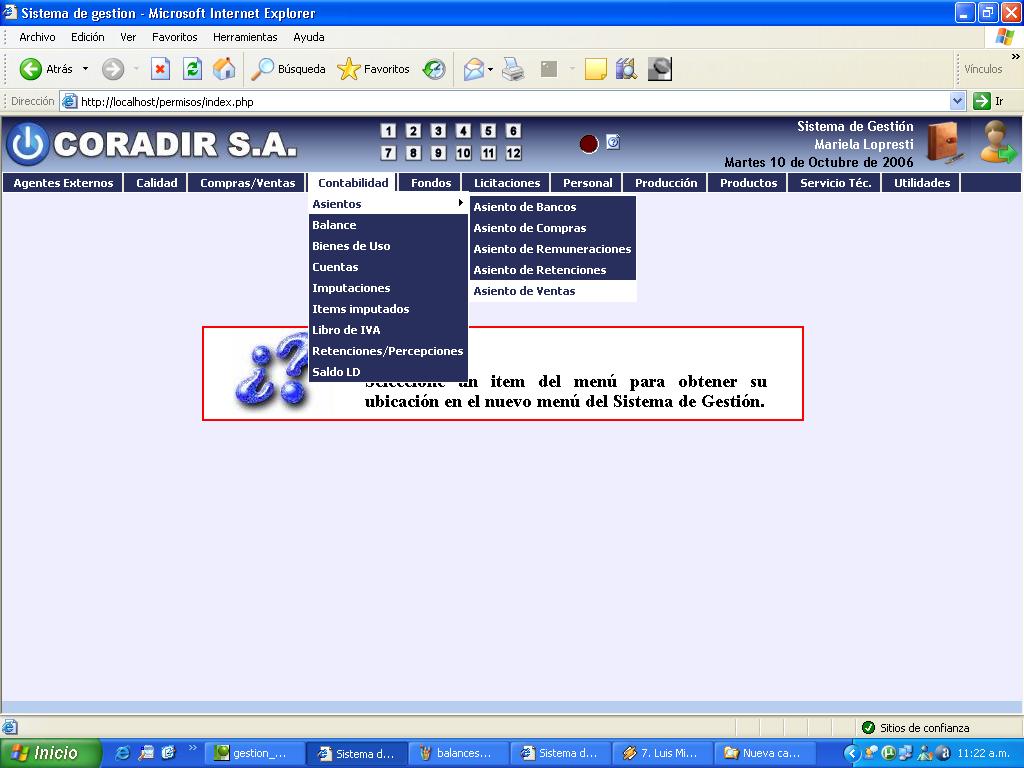 Sistema de gestion - Microsoft Internet Explorer
Archivo Edición Ver Favoritos Herramientas Ayuda
Atrás Búsqueda Favoritos Vínculos »
Dirección http://localhost/permisos/index.php Ir
CORADIR S.A.
1 2 3 4 5 6
7 8 9 10 11 12
Sistema de Gestión
Mariela Lopresti
Martes 10 de Octubre de 2006
Agentes Externos Calidad Compras/Ventas Contabilidad Fondos Licitaciones Personal Producción Productos Servicio Téc. Utilidades
Asientos
Balance
Bienes de Uso
Cuentas
Imputaciones
Items imputados
Libro de IVA
Retenciones/Percepciones
Saldo LD
Asiento de Bancos
Asiento de Compras
Asiento de Remuneraciones
Asiento de Retenciones
Asiento de Ventas
¿?
Seleccione un item del menú para obtener su
ubicación en el nuevo menú del Sistema de Gestión.
Sitios de confianza
Inicio » gestion_... Sistema d... balances... Sistema d... 7. Luis Mi... Nueva ca... 11:22 a.m.